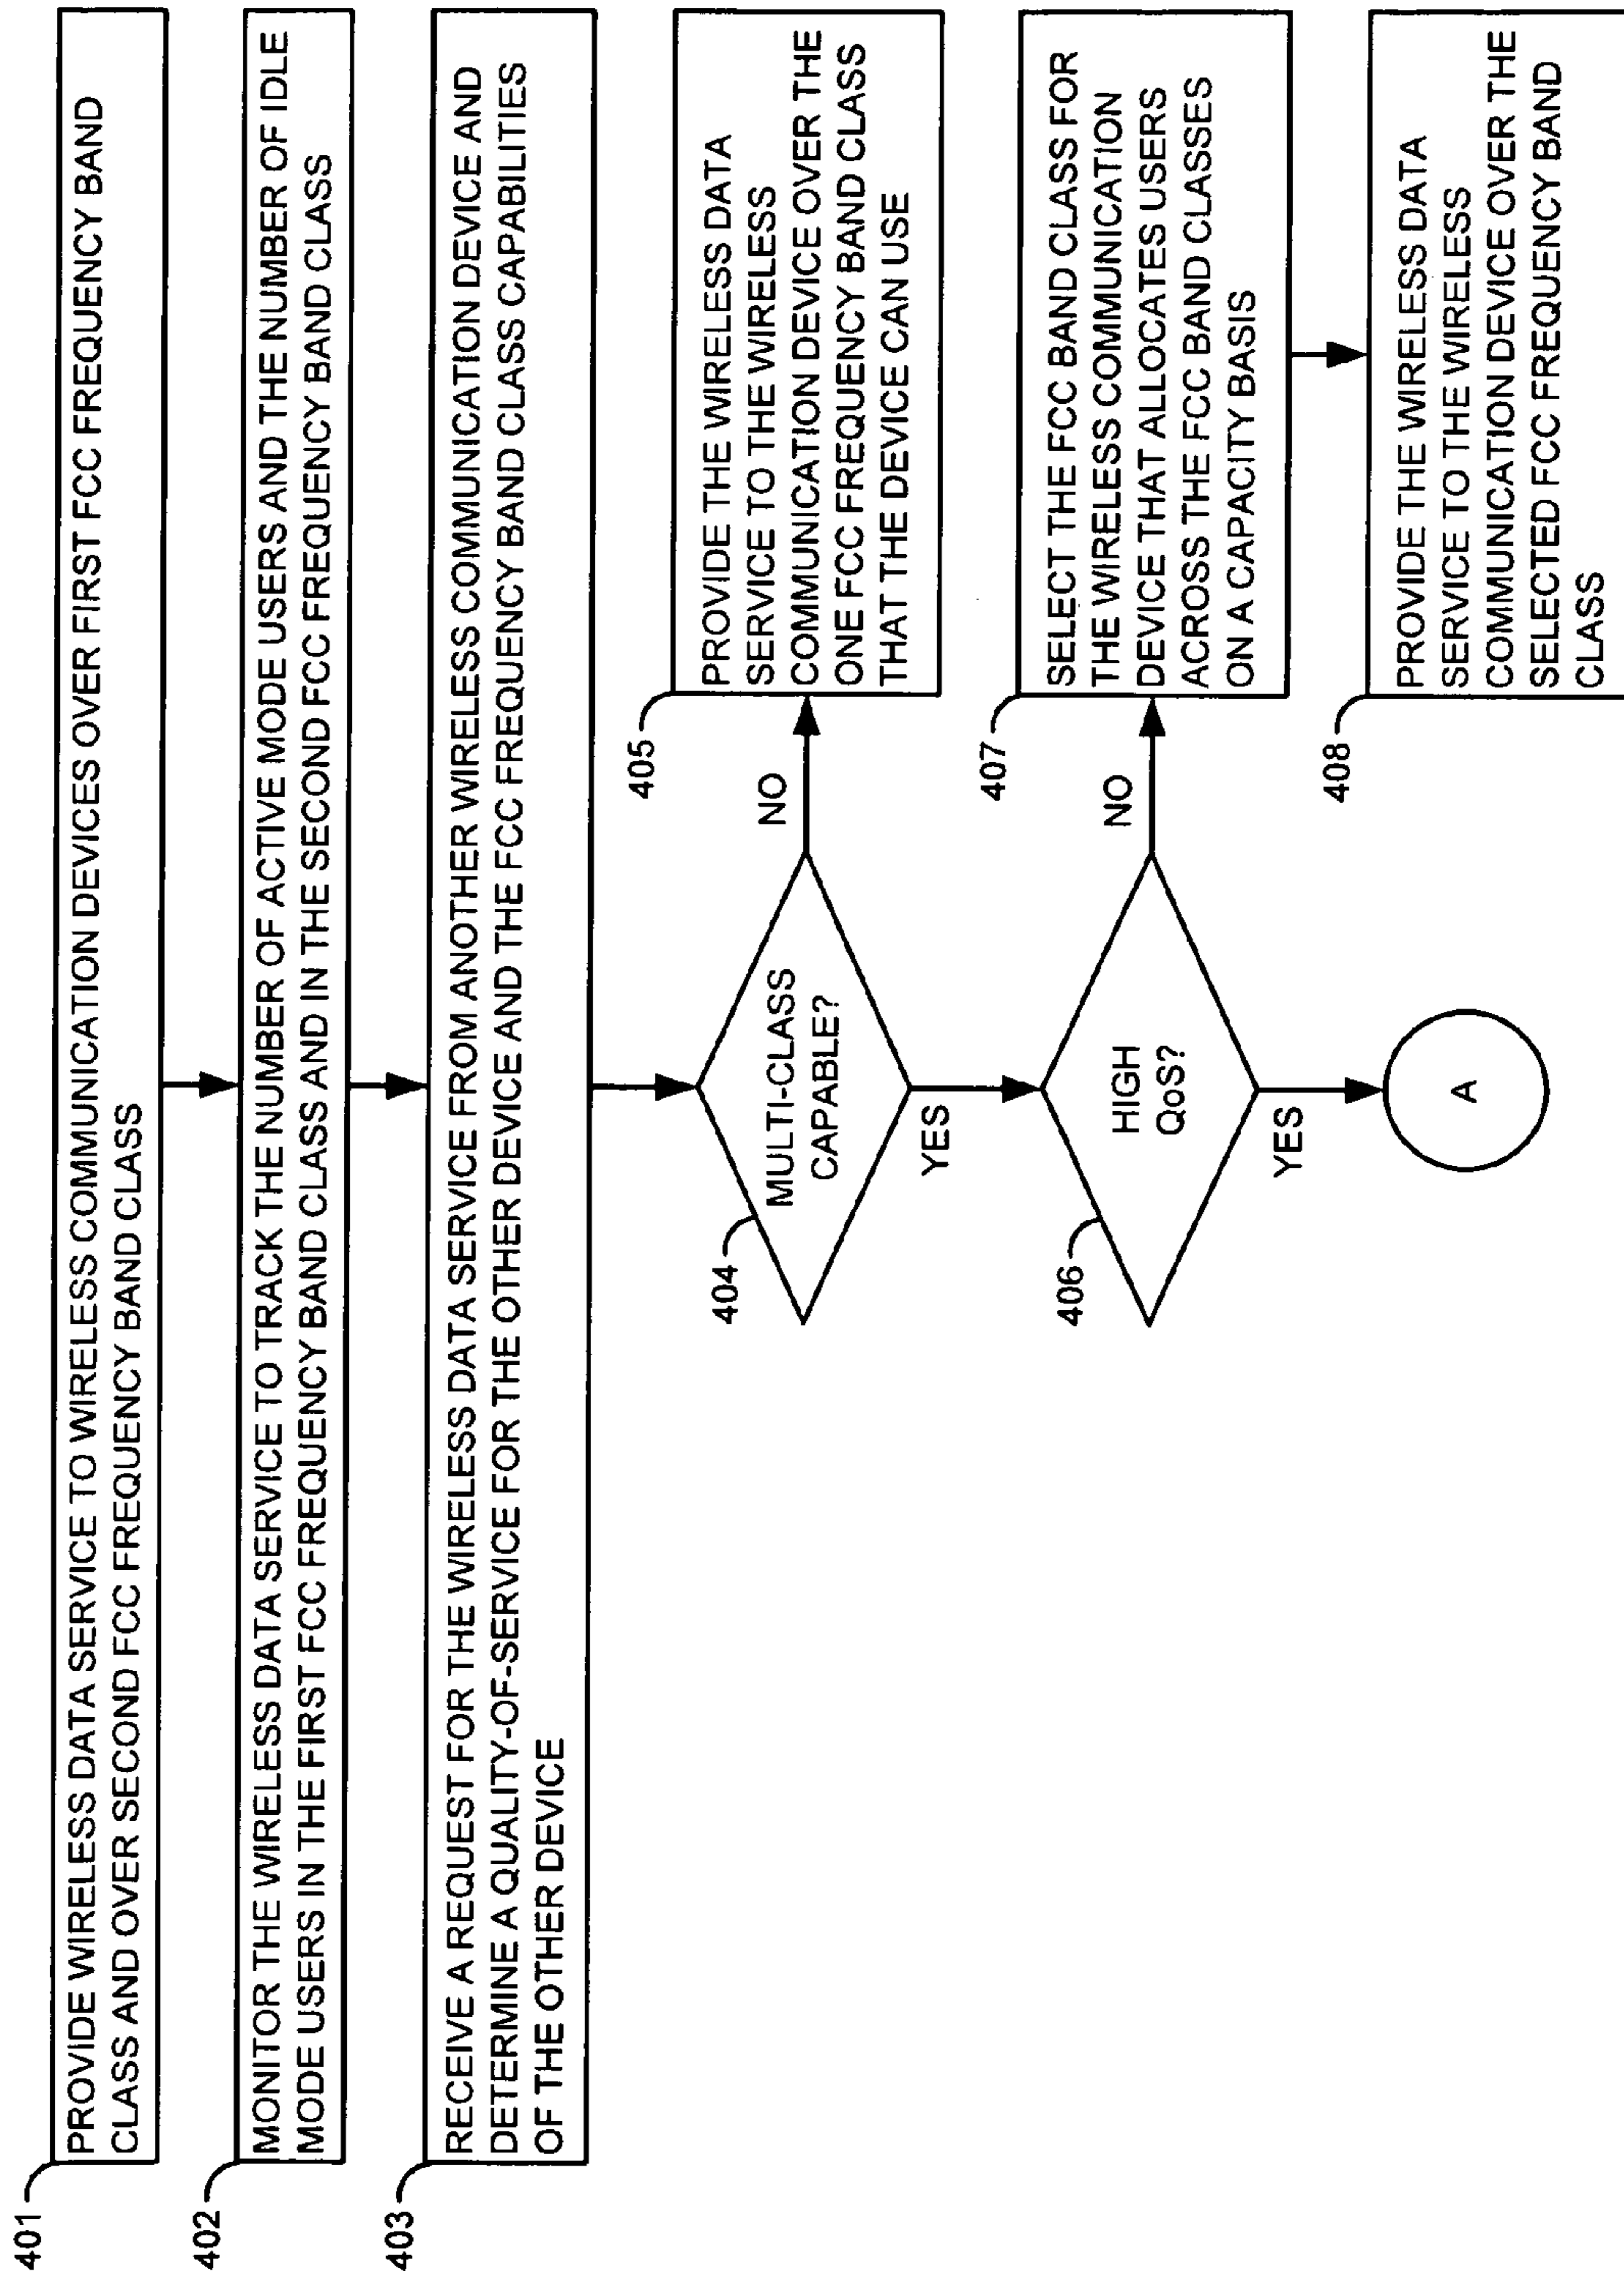 401
PROVIDE WIRELESS DATA SERVICE TO WIRELESS COMMUNICATION DEVICES OVER FIRST FCC FREQUENCY BAND
CLASS AND OVER SECOND FCC FREQUENCY BAND CLASS
402
MONITOR THE WIRELESS DATA SERVICE TO TRACK THE NUMBER OF ACTIVE MODE USERS AND THE NUMBER OF IDLE
MODE USERS IN THE FIRST FCC FREQUENCY BAND CLASS AND IN THE SECOND FCC FREQUENCY BAND CLASS
403
RECEIVE A REQUEST FOR THE WIRELESS DATA SERVICE FROM ANOTHER WIRELESS COMMUNICATION DEVICE AND
DETERMINE A QUALITY-OF-SERVICE FOR THE OTHER DEVICE AND THE FCC FREQUENCY BAND CLASS CAPABILITIES
OF THE OTHER DEVICE
404
MULTI-CLASS
CAPABLE?
NO
405
PROVIDE THE WIRELESS DATA
SERVICE TO THE WIRELESS
COMMUNICATION DEVICE OVER THE
ONE FCC FREQUENCY BAND CLASS
THAT THE DEVICE CAN USE
YES
406
HIGH
QoS?
NO
407
SELECT THE FCC BAND CLASS FOR
THE WIRELESS COMMUNICATION
DEVICE THAT ALLOCATES USERS
ACROSS THE FCC BAND CLASSES
ON A CAPACITY BASIS
YES
A
408
PROVIDE THE WIRELESS DATA
SERVICE TO THE WIRELESS
COMMUNICATION DEVICE OVER THE
SELECTED FCC FREQUENCY BAND
CLASS